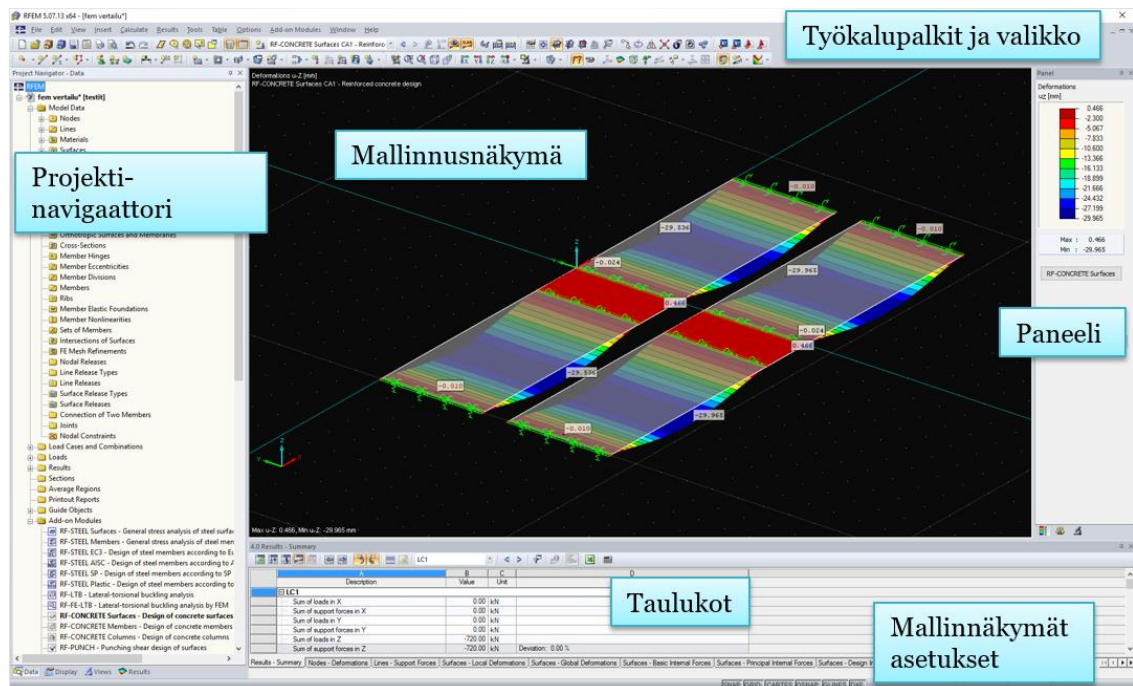 RFEM 5.07.13 x64 - [fem vertailu*]
File Edit View Insert Calculate Results Tools Table Options Add-on Modules Window Help
RF-CONCRETE Surfaces CA1 - Reinforc
Työkalupalkit ja valikko
Project Navigator - Data
RFEM
fem vertailu* [testit]
Model Data
Nodes
Lines
Materials
Surfaces
Projekti-
navigaattori
Orthotropic Surfaces and Membranes
Cross-Sections
Member Hinges
Member Eccentricities
Member Divisions
Members
Ribs
Member Elastic Foundations
Member Nonlinearities
Sets of Members
Intersections of Surfaces
FE Mesh Refinements
Nodal Releases
Line Release Types
Line Releases
Surface Release Types
Surface Releases
Connection of Two Members
Joints
Nodal Constraints
Load Cases and Combinations
Loads
Results
Sections
Average Regions
Printout Reports
Guide Objects
Add-on Modules
RF-STEEL Surfaces - General stress analysis of steel surfac
RF-STEEL Members - General stress analysis of steel mem
RF-STEEL EC3 - Design of steel members according to Eu
RF-STEEL AISC - Design of steel members according to A
RF-STEEL SP - Design of steel members according to SP
RF-STEEL Plastic - Design of steel members according to
RF-LTB - Lateral-torsional buckling analysis
RF-FE-LTB - Lateral-torsional buckling analysis by FEM
RF-CONCRETE Surfaces - Design of concrete surfaces
RF-CONCRETE Members - Design of concrete members
RF-CONCRETE Columns - Design of concrete columns
RF-PUNCH - Punching shear design of surfaces
Data Display Views Results
Deformations u-Z [mm]
RF-CONCRETE Surfaces CA1 - Reinforced concrete design
Mallinnusnäkymä
-0.010
-0.010
-29.536
-29.965
-0.024
0.466
-0.024
0.466
-29.536
-0.010
-29.965
-0.010
Z
Z
Y
X
Max u-Z: 0.466, Min u-Z: -29.965 mm
Panel
Deformations
uZ [mm]
0.466
-2.300
-5.067
-7.833
-10.600
-13.366
-16.133
-18.899
-21.666
-24.432
-27.199
-29.965
Max : 0.466
Min : -29.965
RF-CONCRETE Surfaces
Paneeli
4.0 Results - Summary
LC1
A B C D
Description Value Unit
LC1
Sum of loads in X 0.00 kN
Sum of support forces in X 0.00 kN
Sum of loads in Y 0.00 kN
Sum of support forces in Y 0.00 kN
Sum of loads in Z -720.00 kN
Sum of support forces in Z -720.00 kN Deviation: 0.00 %
Taulukot
Results - Summary Nodes - Deformations Lines - Support Forces Surfaces - Local Deformations Surfaces - Global Deformations Surfaces - Basic Internal Forces Surfaces - Principal Internal Forces Surfaces - Design In
Mallinnäkymät
asetukset
SNAP GRID CARTES OSNAP GLINES DXF